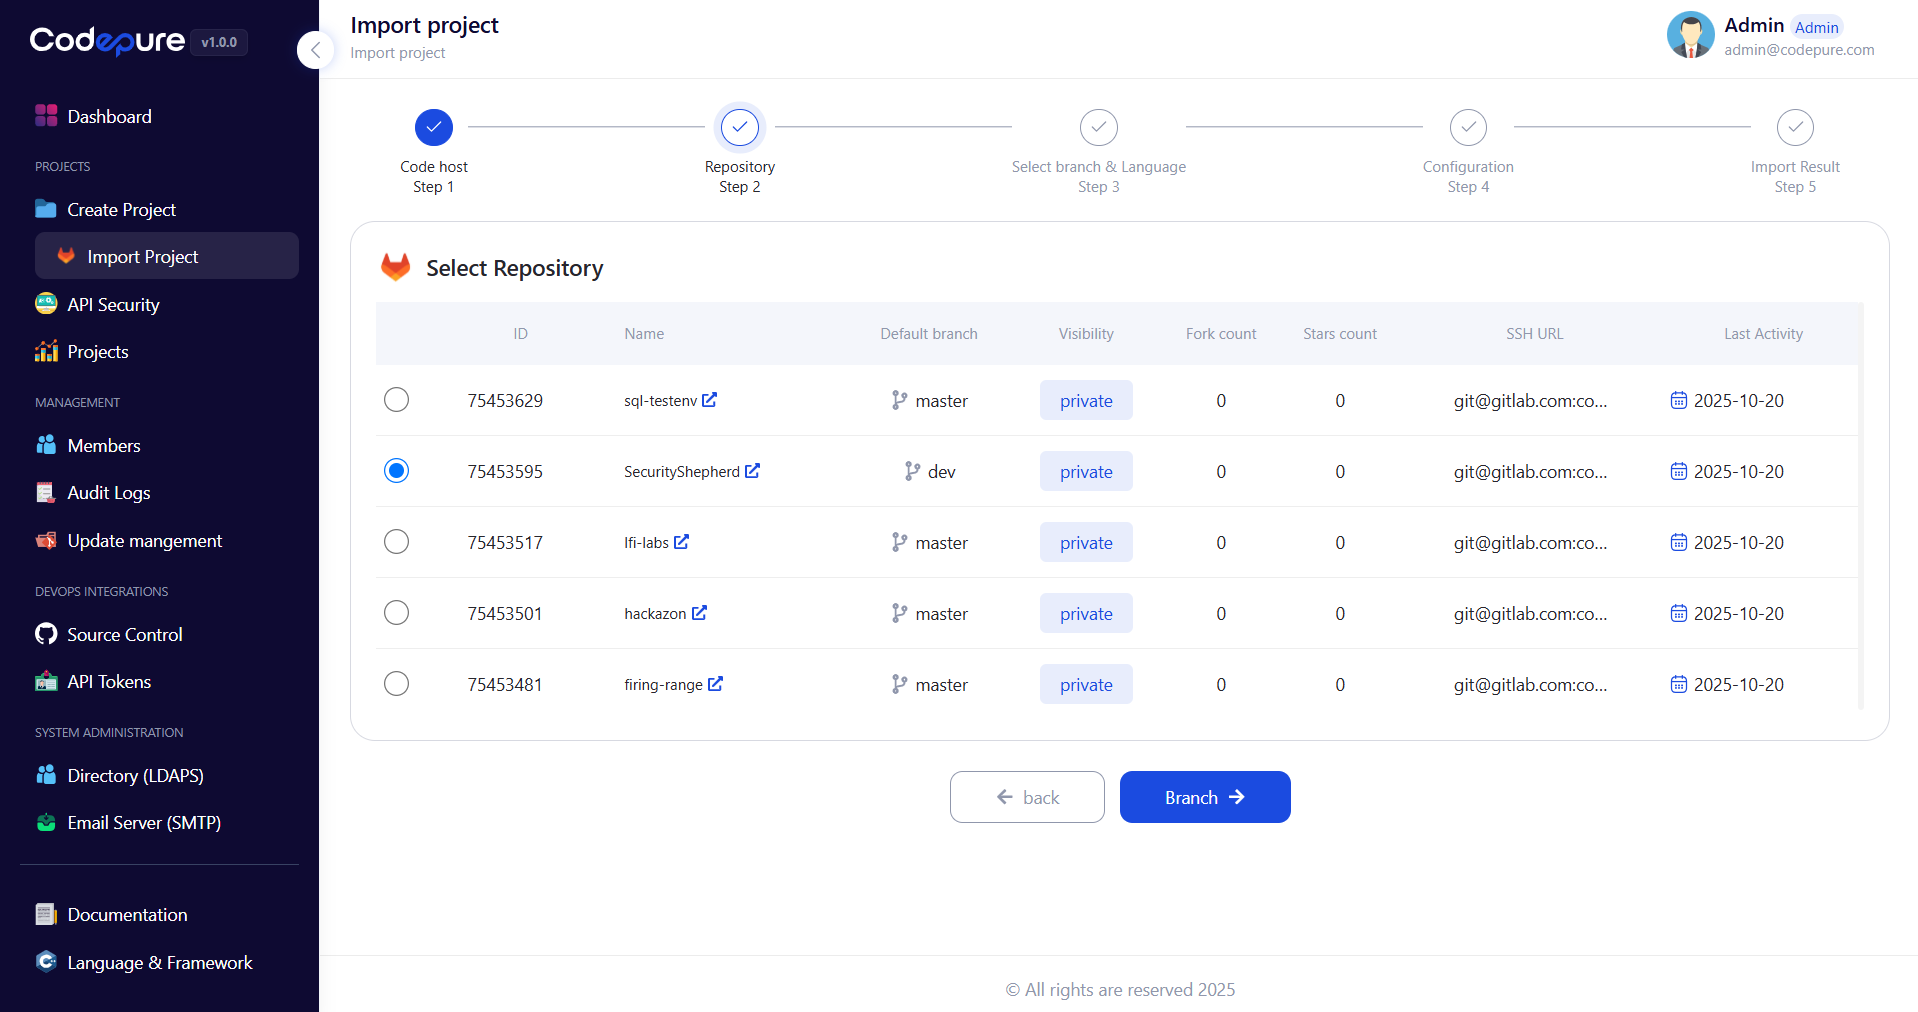 Codepure v1.0.0
Dashboard
PROJECTS
Create Project
Import Project
API Security
Projects
MANAGEMENT
Members
Audit Logs
Update mangement
DEVOPS INTEGRATIONS
Source Control
API Tokens
SYSTEM ADMINISTRATION
Directory (LDAPS)
Email Server (SMTP)
Documentation
Language & Framework
Import project
Import project
Admin Admin
admin@codepure.com
Code host
Step 1
Repository
Step 2
Select branch & Language
Step 3
Configuration
Step 4
Import Result
Step 5
Select Repository
ID Name Default branch Visibility Fork count Stars count SSH URL Last Activity
75453629 sql-testenv master private 0 0 git@gitlab.com:co... 2025-10-20
75453595 SecurityShepherd dev private 0 0 git@gitlab.com:co... 2025-10-20
75453517 lfi-labs master private 0 0 git@gitlab.com:co... 2025-10-20
75453501 hackazon master private 0 0 git@gitlab.com:co... 2025-10-20
75453481 firing-range master private 0 0 git@gitlab.com:co... 2025-10-20
back
Branch
© All rights are reserved 2025